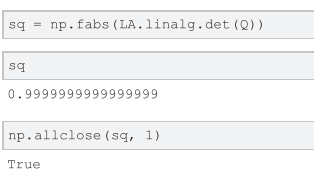 sq = np.fabs(LA.linalg.det(Q))
sq
0.9999999999999999
np.allclose(sq, 1)
True